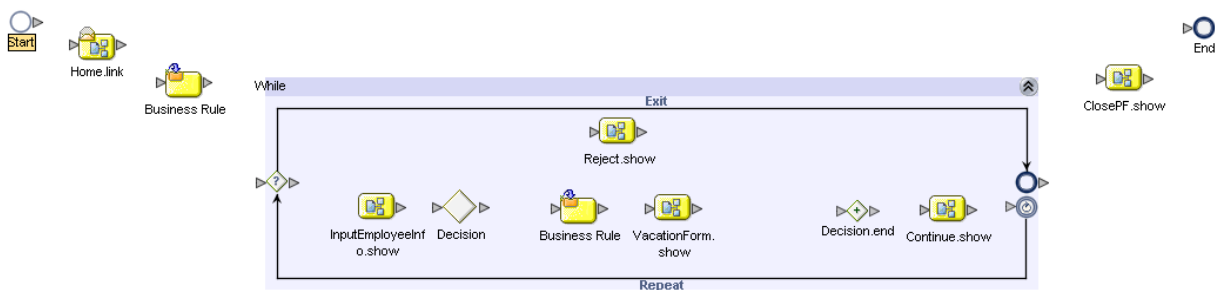 Start
End
Home.link
Business Rule
While
ClosePF.show
Exit
Reject.show
?
InputEmployeeInf
o.show
Decision
Business Rule
VacationForm.
show
Decision.end
Continue.show
Repeat